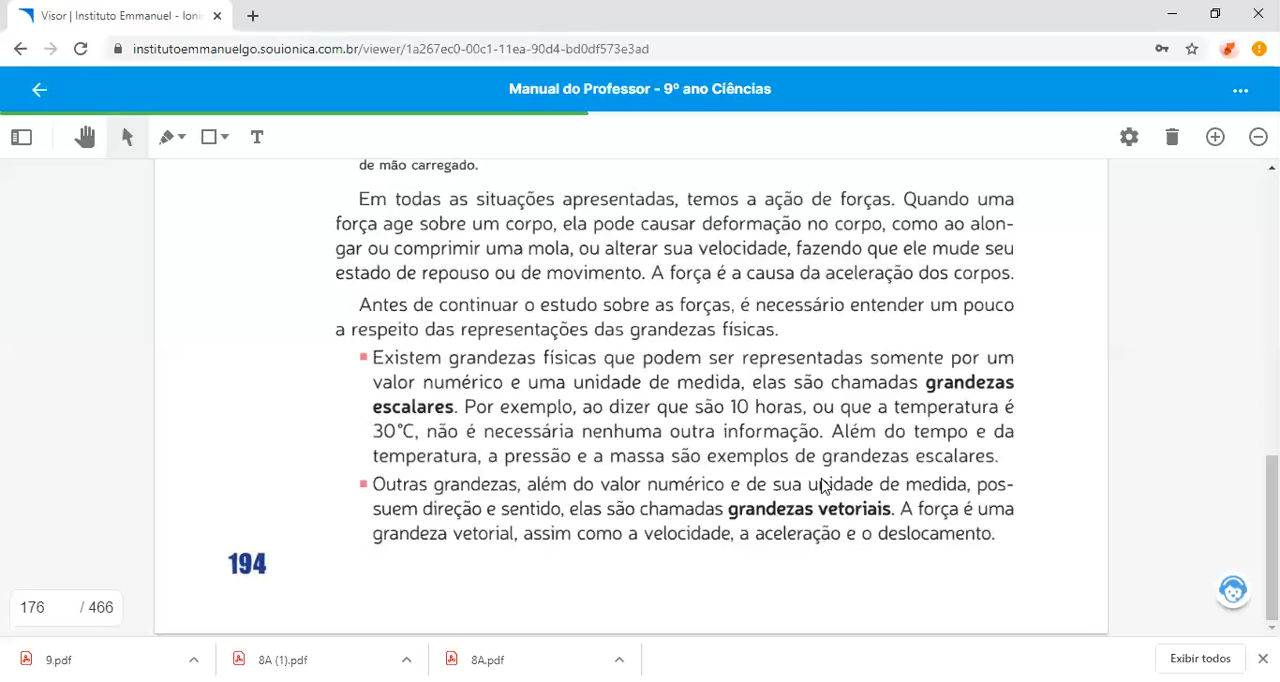 Visor | Instituto Emmanuel - Ioni
institutoemmanuelgo.souionica.com.br/viewer/1a267ec0-00c1-11ea-90d4-bd0df573e3ad
Manual do Professor - 9º ano Ciências
T
de mão carregado.
Em todas as situações apresentadas, temos a ação de forças. Quando uma
força age sobre um corpo, ela pode causar deformação no corpo, como ao alon-
gar ou comprimir uma mola, ou alterar sua velocidade, fazendo que ele mude seu
estado de repouso ou de movimento. A força é a causa da aceleração dos corpos.
Antes de continuar o estudo sobre as forças, é necessário entender um pouco
a respeito das representações das grandezas físicas.
Existem grandezas físicas que podem ser representadas somente por um
valor numérico e uma unidade de medida, elas são chamadas grandezas
escalares. Por exemplo, ao dizer que são 10 horas, ou que a temperatura é
30°C, não é necessária nenhuma outra informação. Além do tempo e da
temperatura, a pressão e a massa são exemplos de grandezas escalares.
Outras grandezas, além do valor numérico e de sua unidade de medida, pos-
suem direção e sentido, elas são chamadas grandezas vetoriais. A força é uma
grandeza vetorial, assim como a velocidade, a aceleração e o deslocamento.
194
176 / 466
9.pdf
8A (1).pdf
8A.pdf
Exibir todos